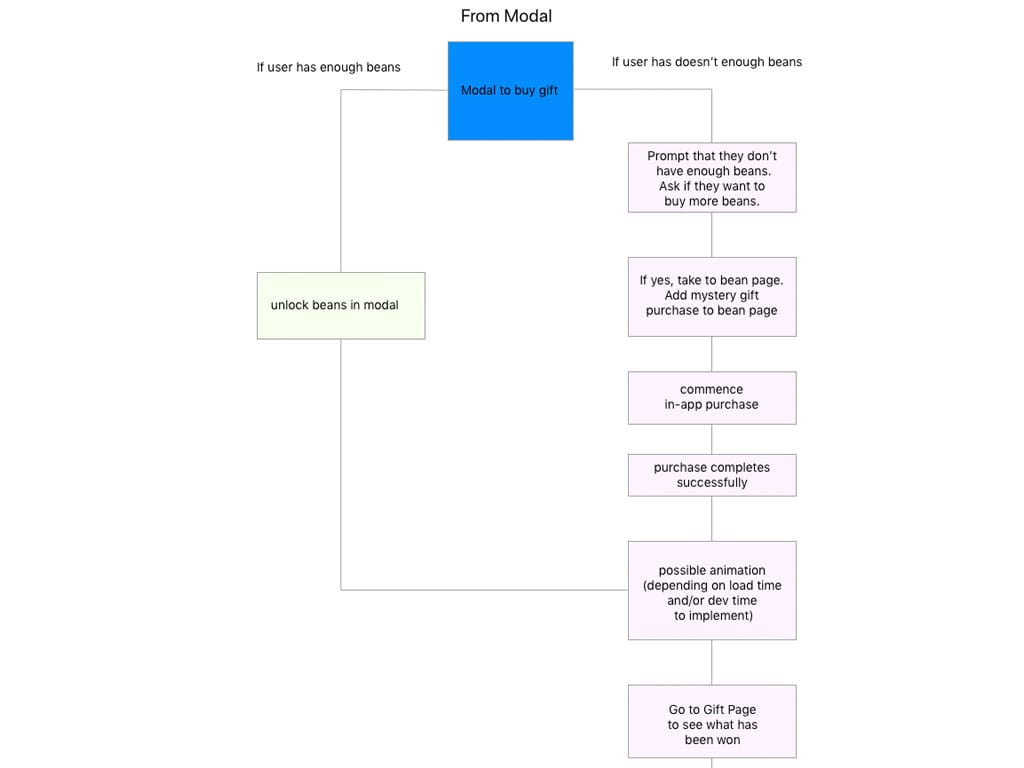 From Modal
If user has enough beans
If user has doesn’t enough beans
Modal to buy gift
Prompt that they don’t
have enough beans.
Ask if they want to
buy more beans.
If yes, take to bean page.
Add mystery gift
purchase to bean page
unlock beans in modal
commence
in-app purchase
purchase completes
successfully
possible animation
(depending on load time
and/or dev time
to implement)
Go to Gift Page
to see what has
been won